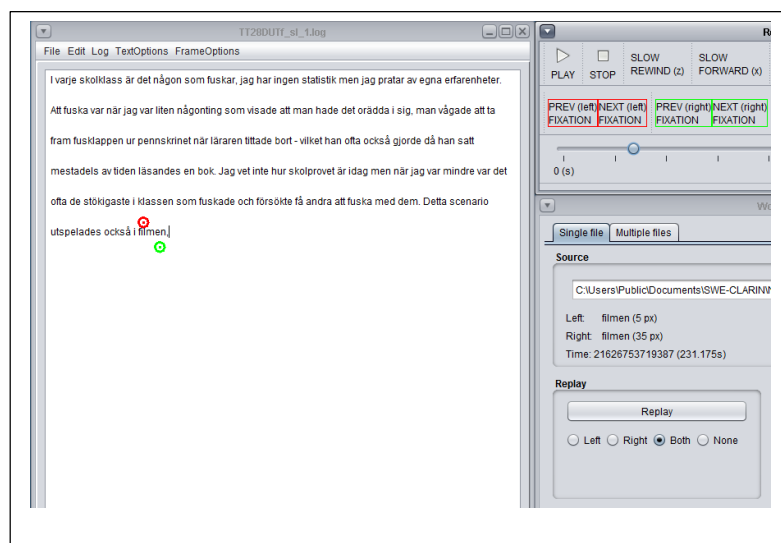 TT28DUTf_sl_1.log
File Edit Log TextOptions FrameOptions
I varje skolklass är det någon som fuskar, jag har ingen statistik men jag pratar av egna erfarenheter.
Att fuska var när jag var liten någonting som visade att man hade det orädda i sig, man vågade att ta
fram fusklappen ur pennskrinet när läraren tittade bort - vilket han ofta också gjorde då han satt
mestadels av tiden läsandes en bok. Jag vet inte hur skolprovet är idag men när jag var mindre var det
ofta de stökigaste i klassen som fuskade och försökte få andra att fuska med dem. Detta scenario
utspelades också i filmen,
PLAY STOP SLOW REWIND (z) SLOW FORWARD (x)
PREV (left) FIXATION NEXT (left) FIXATION PREV (right) FIXATION NEXT (right) FIXATION
0 (s)
Single file Multiple files
Source
C:\Users\Public\Documents\SWE-CLARIN\
Left: filmen (5 px)
Right: filmen (35 px)
Time: 21626753719387 (231.175s)
Replay
Replay
Left Right Both None